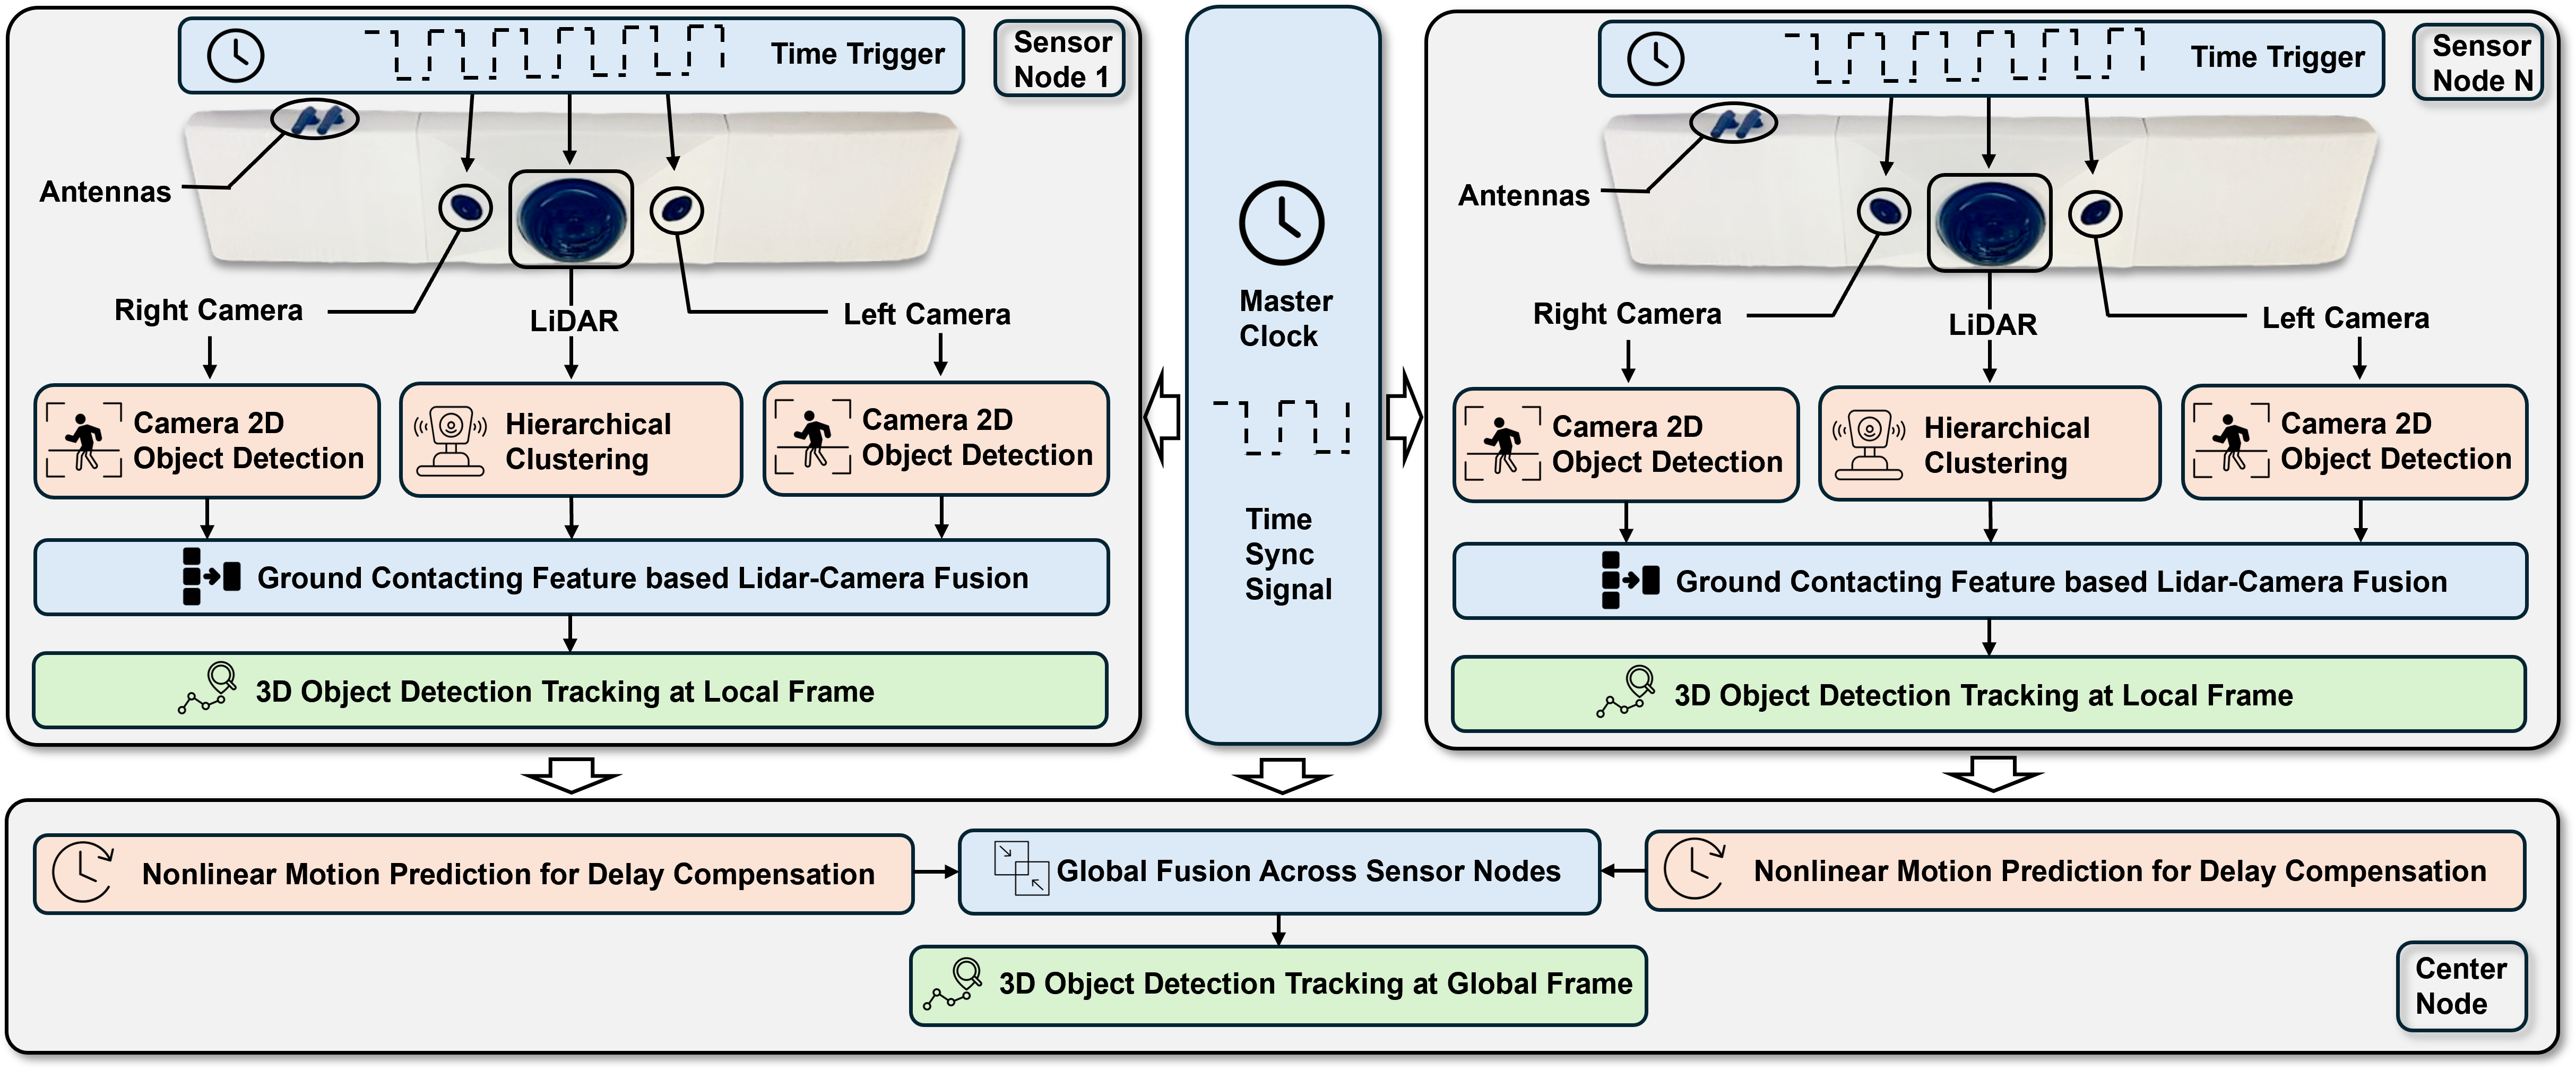 Time Trigger
Sensor
Node 1
Antennas
Right Camera
LiDAR
Left Camera
Camera 2D
Object Detection
Hierarchical
Clustering
Camera 2D
Object Detection
Ground Contacting Feature based Lidar-Camera Fusion
3D Object Detection Tracking at Local Frame
Master
Clock
Time
Sync
Signal
Time Trigger
Sensor
Node N
Antennas
Right Camera
LiDAR
Left Camera
Camera 2D
Object Detection
Hierarchical
Clustering
Camera 2D
Object Detection
Ground Contacting Feature based Lidar-Camera Fusion
3D Object Detection Tracking at Local Frame
Nonlinear Motion Prediction for Delay Compensation
Global Fusion Across Sensor Nodes
Nonlinear Motion Prediction for Delay Compensation
3D Object Detection Tracking at Global Frame
Center
Node